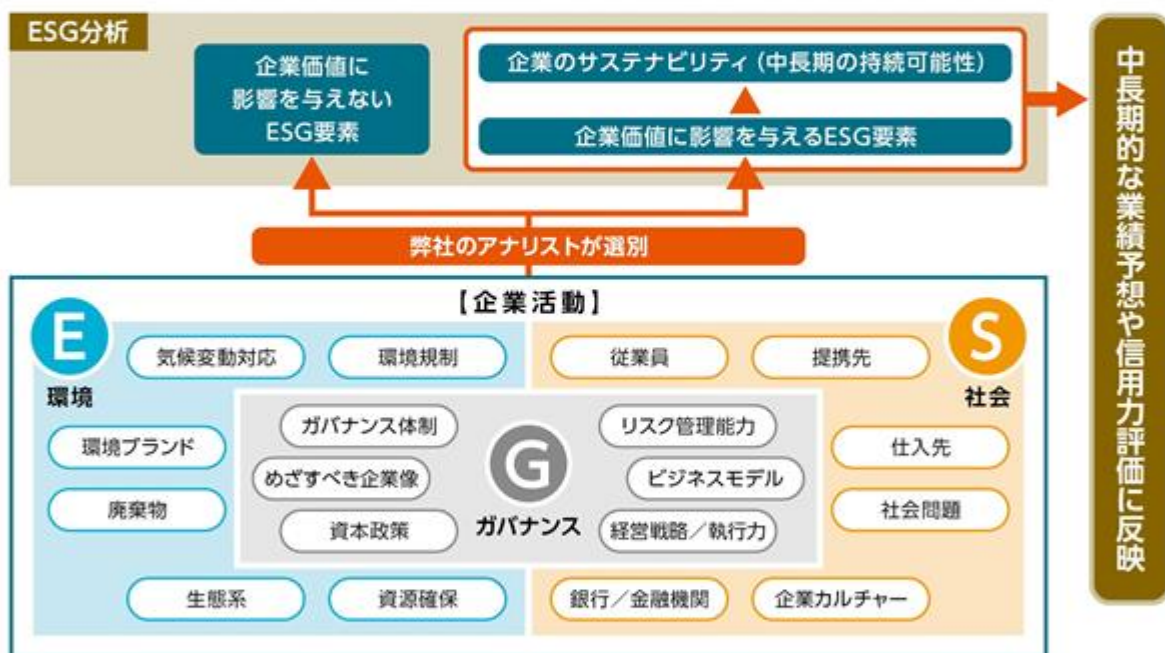 ESG分析
企業価値に
影響を与えない
ESG要素
企業のサステナビリティ（中長期の持続可能性）
企業価値に影響を与えるESG要素
中長期的な業績予想や信用力評価に反映
弊社のアナリストが選別
【企業活動】
E
環境
気候変動対応
環境規制
環境ブランド
廃棄物
生態系
資源確保
ガバナンス体制
めざすべき企業像
資本政策
G
ガバナンス
リスク管理能力
ビジネスモデル
経営戦略／執行力
S
社会
従業員
提携先
仕入先
社会問題
銀行／金融機関
企業カルチャー